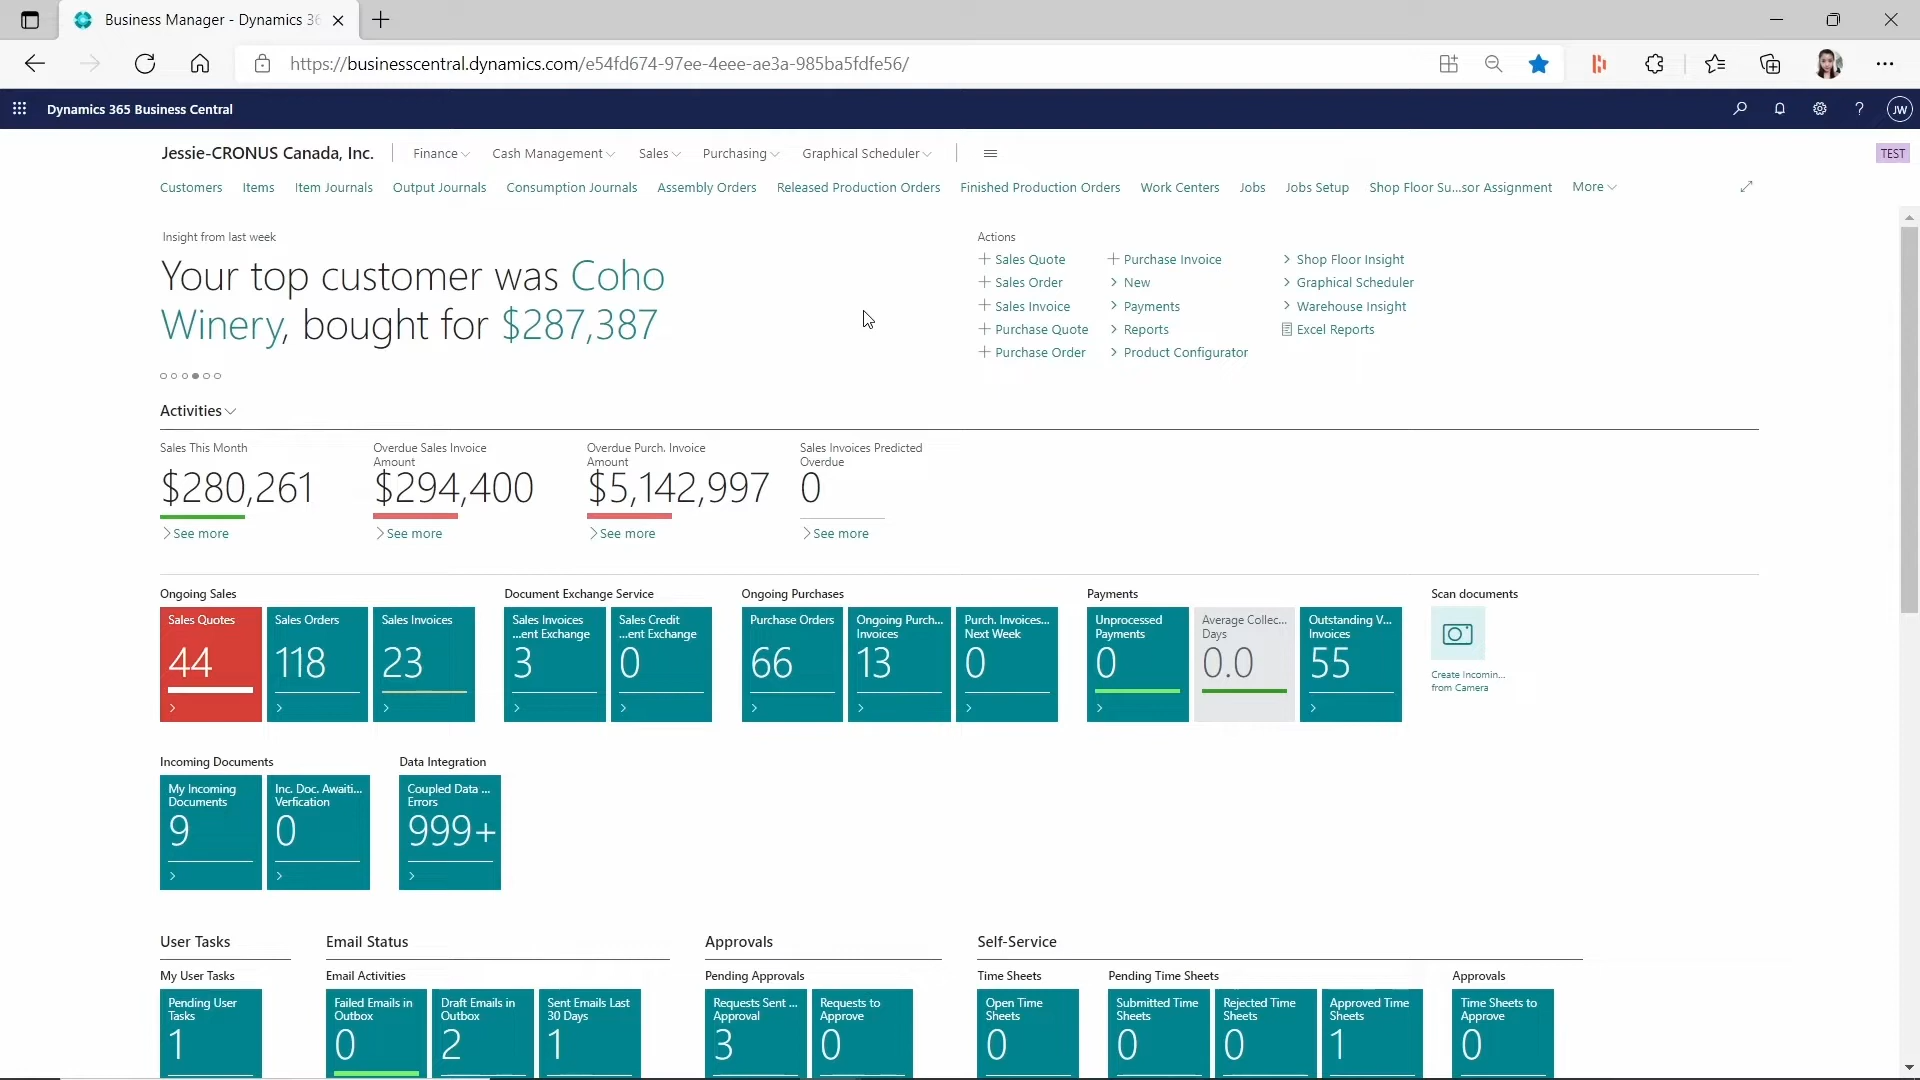 Business Manager - Dynamics 36
https://businesscentral.dynamics.com/e54fd674-97ee-4eee-ae3a-985ba5fdfe56/
Dynamics 365 Business Central
JW
Jessie-CRONUS Canada, Inc.
Finance
Cash Management
Sales
Purchasing
Graphical Scheduler
TEST
Customers
Items
Item Journals
Output Journals
Consumption Journals
Assembly Orders
Released Production Orders
Finished Production Orders
Work Centers
Jobs
Jobs Setup
Shop Floor Su...sor Assignment
More
Insight from last week
Your top customer was Coho
Winery, bought for $287,387
Actions
Sales Quote
Sales Order
Sales Invoice
Purchase Quote
Purchase Order
Purchase Invoice
New
Payments
Reports
Product Configurator
Shop Floor Insight
Graphical Scheduler
Warehouse Insight
Excel Reports
Activities
Sales This Month
$280,261
See more
Overdue Sales Invoice
Amount
$294,400
See more
Overdue Purch. Invoice
Amount
$5,142,997
See more
Sales Invoices Predicted
Overdue
0
See more
Ongoing Sales
Sales Quotes
44
Sales Orders
118
Sales Invoices
23
Document Exchange Service
Sales Invoices
...ent Exchange
3
Sales Credit
...ent Exchange
0
Ongoing Purchases
Purchase Orders
66
Ongoing Purch...
Invoices
13
Purch. Invoices...
Next Week
0
Payments
Unprocessed
Payments
0
Average Collec...
Days
0.0
Outstanding V...
Invoices
55
Scan documents
Create Incomin...
from Camera
Incoming Documents
My Incoming
Documents
9
Inc. Doc. Awaiti...
Verfication
0
Data Integration
Coupled Data ...
Errors
999+
User Tasks
My User Tasks
Pending User
Tasks
1
Email Status
Email Activities
Failed Emails in
Outbox
0
Draft Emails in
Outbox
2
Sent Emails Last
30 Days
1
Approvals
Pending Approvals
Requests Sent ...
Approval
3
Requests to
Approve
0
Self-Service
Time Sheets
Open Time
Sheets
0
Pending Time Sheets
Submitted Time
Sheets
0
Rejected Time
Sheets
0
Approved Time
Sheets
1
Approvals
Time Sheets to
Approve
0